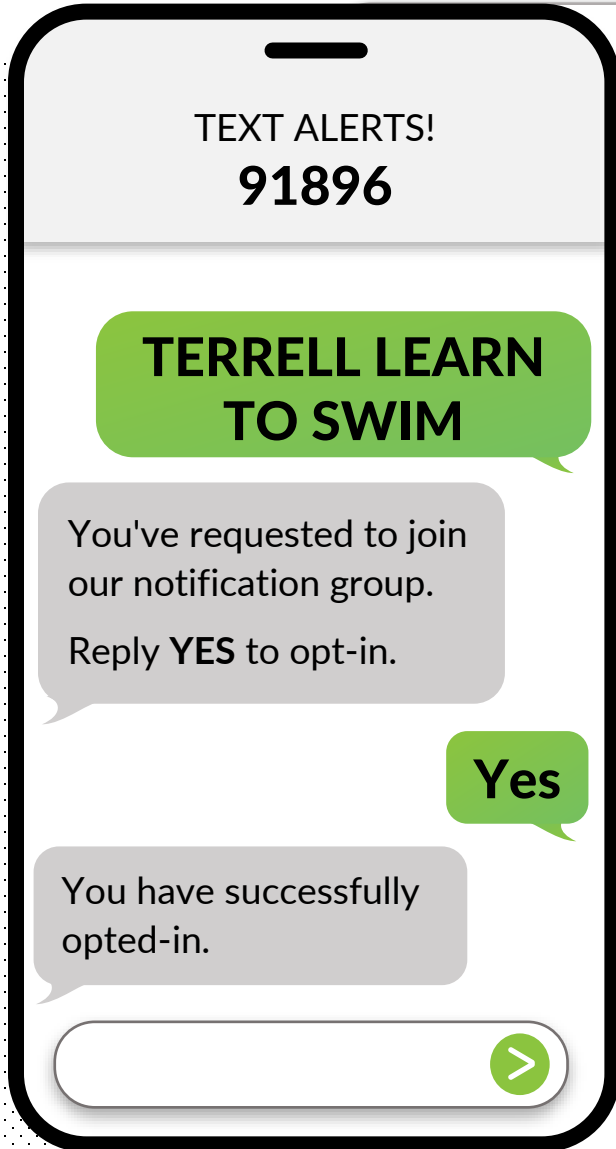 TEXT ALERTS!
91896
TERRELL LEARN
TO SWIM
You've requested to join
our notification group.
Reply YES to opt-in.
Yes
You have successfully
opted-in.